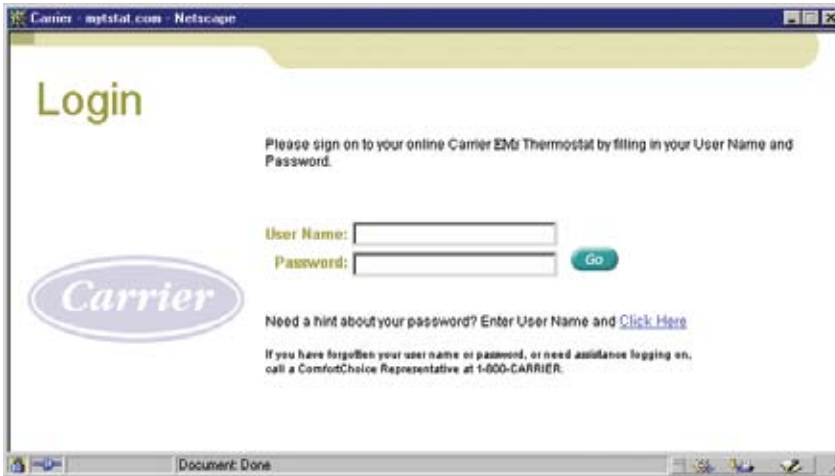 Carrier - mytstat.com - Netscape
Login
Please sign on to your online Carrier EMi Thermostat by filling in your User Name and
Password.
User Name:
Password:
Go
Carrier
Need a hint about your password? Enter User Name and Click Here
If you have forgotten your user name or password, or need assistance logging on,
call a ComfortChoice Representative at 1-800-CARRIER.
Document: Done